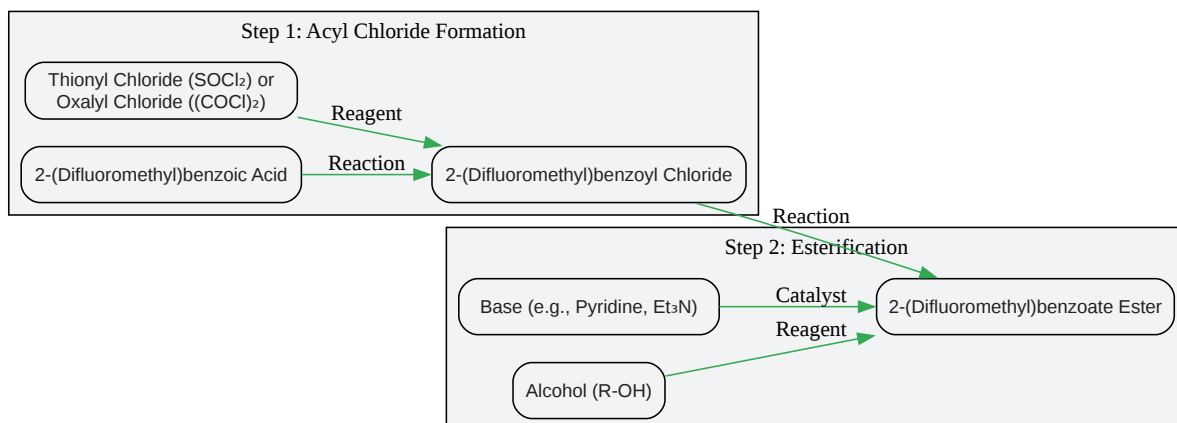 Step 1: Acyl Chloride Formation
Thionyl Chloride (SOCl₂) or
Oxalyl Chloride ((COCl)₂)
Reagent
2-(Difluoromethyl)benzoic Acid
Reaction
2-(Difluoromethyl)benzoyl Chloride
Reaction
Step 2: Esterification
Base (e.g., Pyridine, Et₃N)
Catalyst
2-(Difluoromethyl)benzoate Ester
Reagent
Alcohol (R-OH)